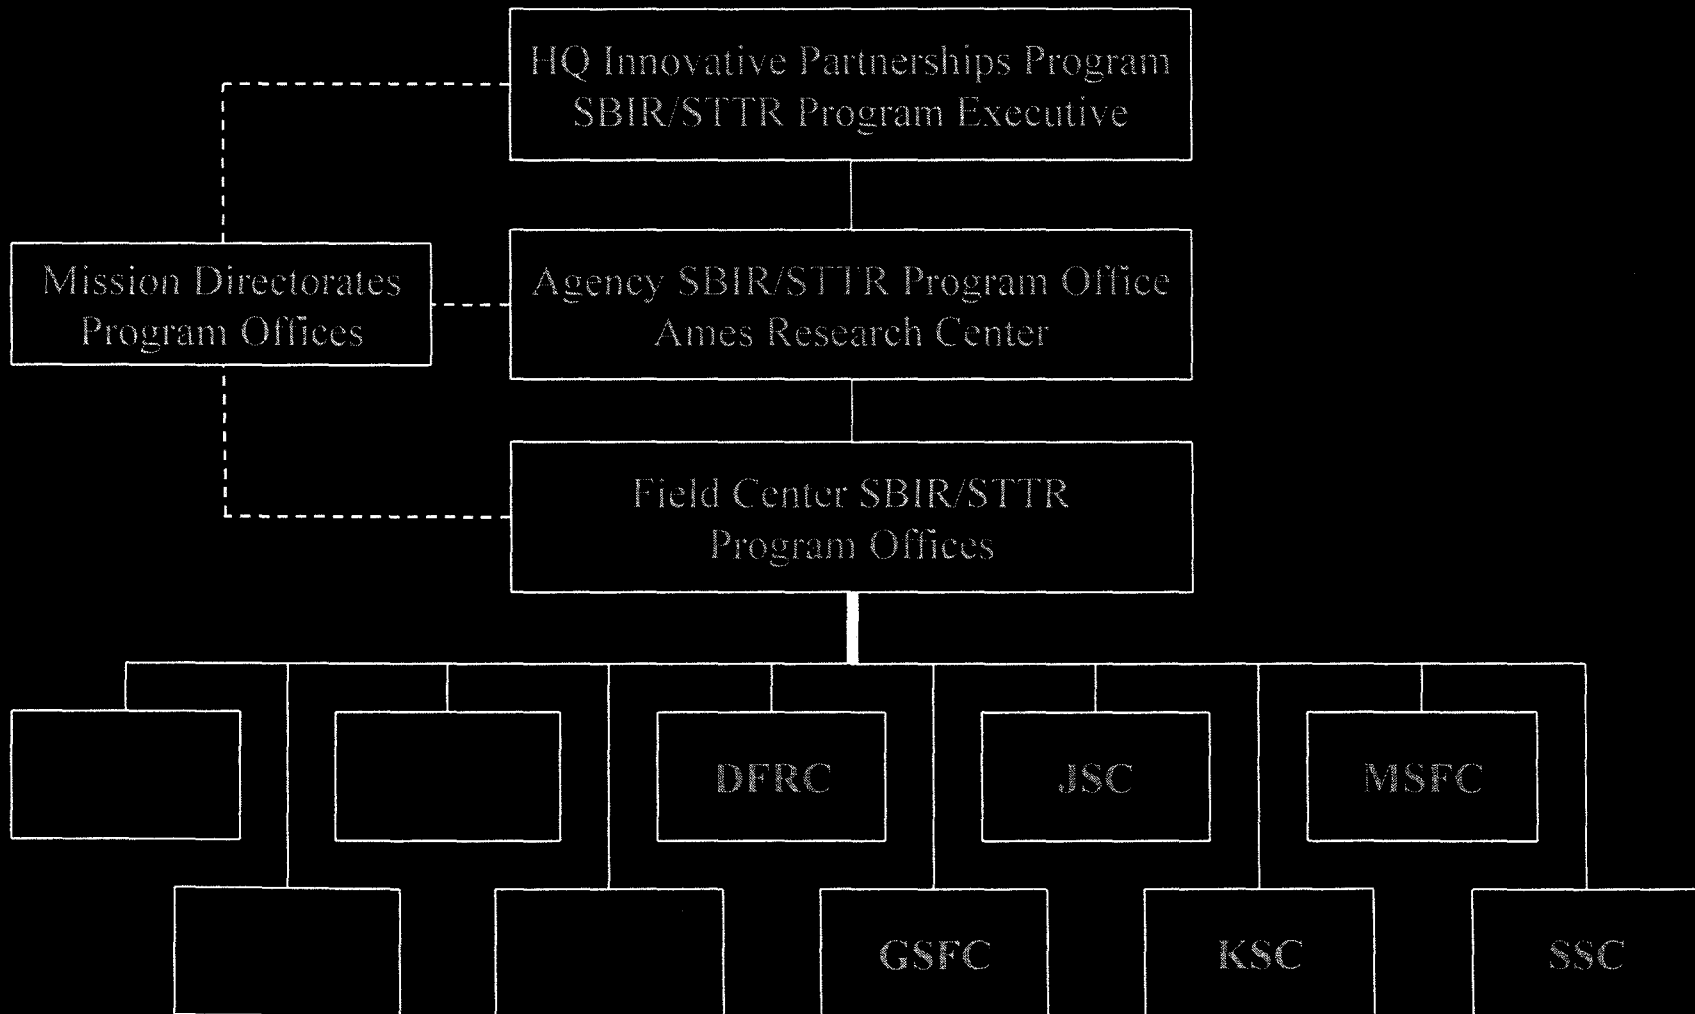 HQ Innovative Partnerships Program
SBIR/STTR Program Executive
Mission Directorates
Program Offices
Agency SBIR/STTR Program Office
Ames Research Center
Field Center SBIR/STTR
Program Offices
DFRC
JSC
MSFC
GSFC
KSC
SSC